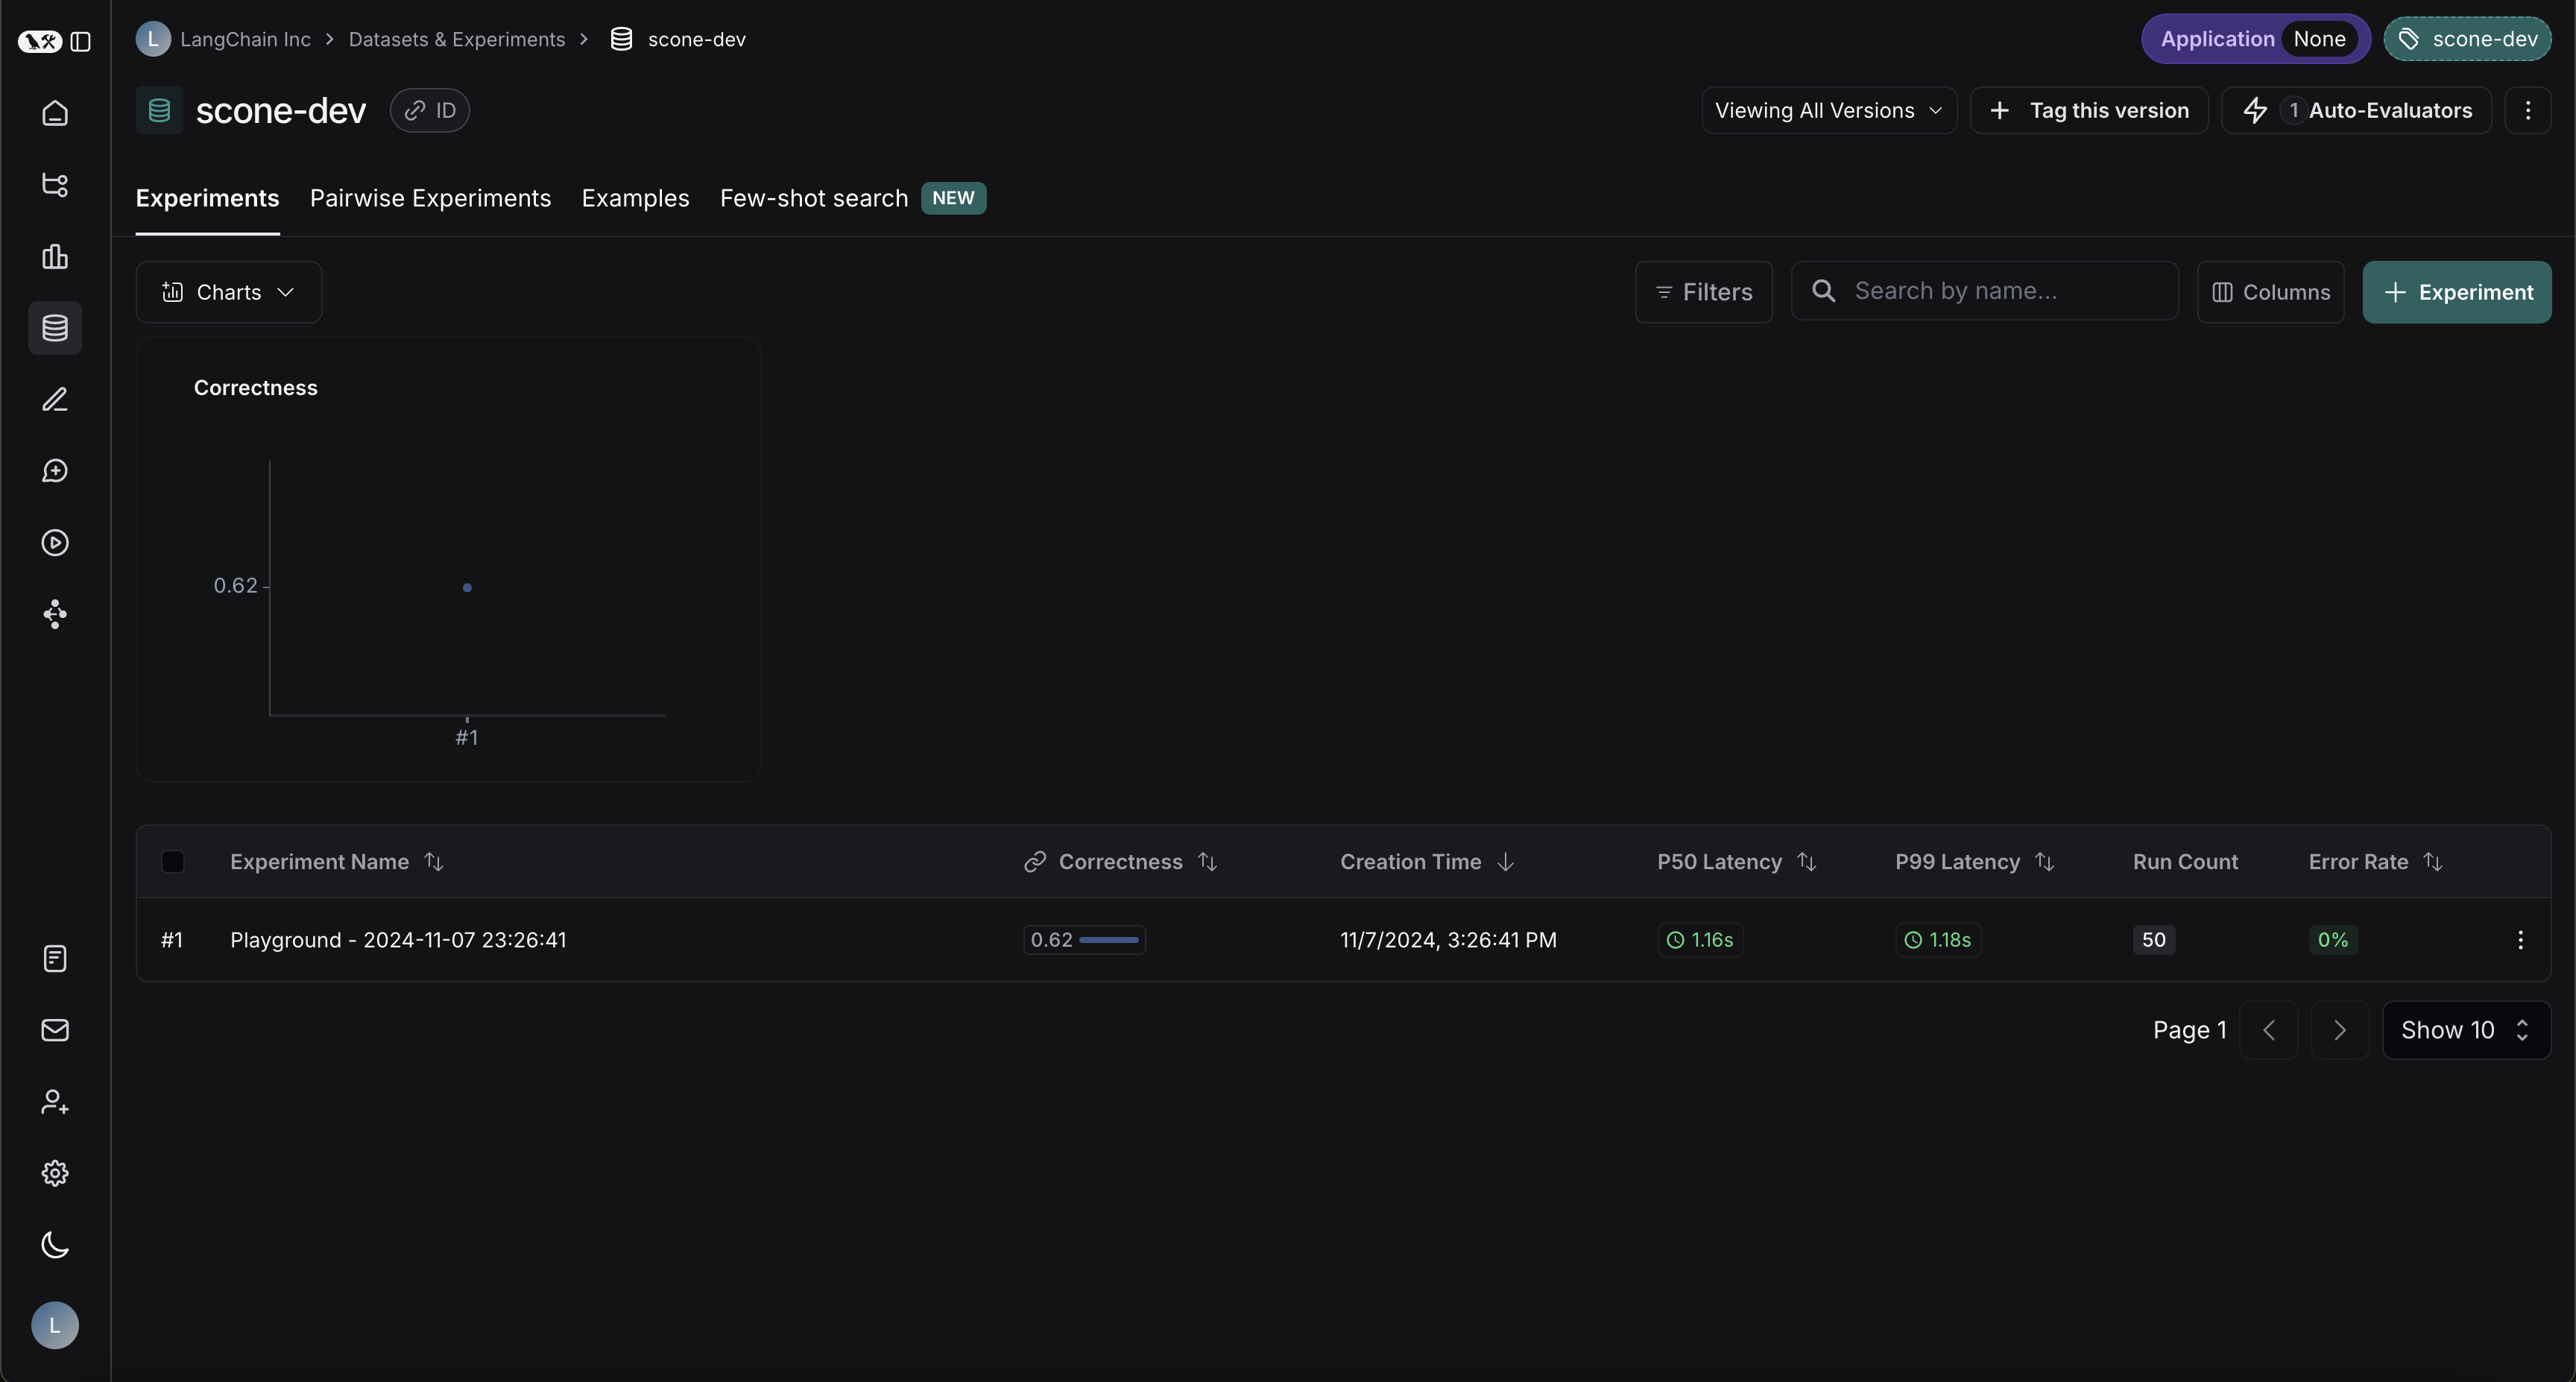 L LangChain Inc > Datasets & Experiments > scone-dev
Application None
scone-dev
scone-dev
ID
Viewing All Versions
+ Tag this version
1 Auto-Evaluators
Experiments Pairwise Experiments Examples Few-shot search NEW
Charts
Filters
Search by name...
Columns
+ Experiment
Correctness
0.62
#1
Experiment Name Correctness Creation Time P50 Latency P99 Latency Run Count Error Rate
#1 Playground - 2024-11-07 23:26:41 0.62 11/7/2024, 3:26:41 PM 1.16s 1.18s 50 0%
Page 1
Show 10
L